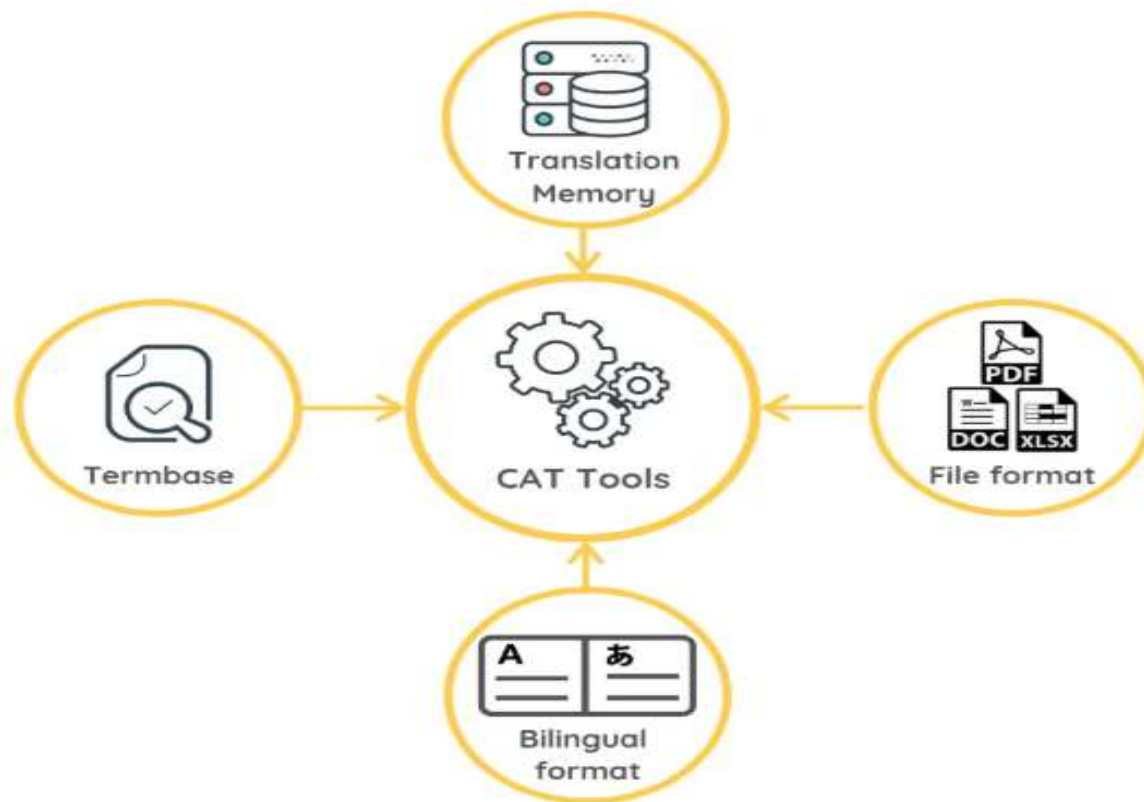 Translation
Memory
Termbase
CAT Tools
PDF
DOC
XLSX
File format
A
あ
Bilingual
format